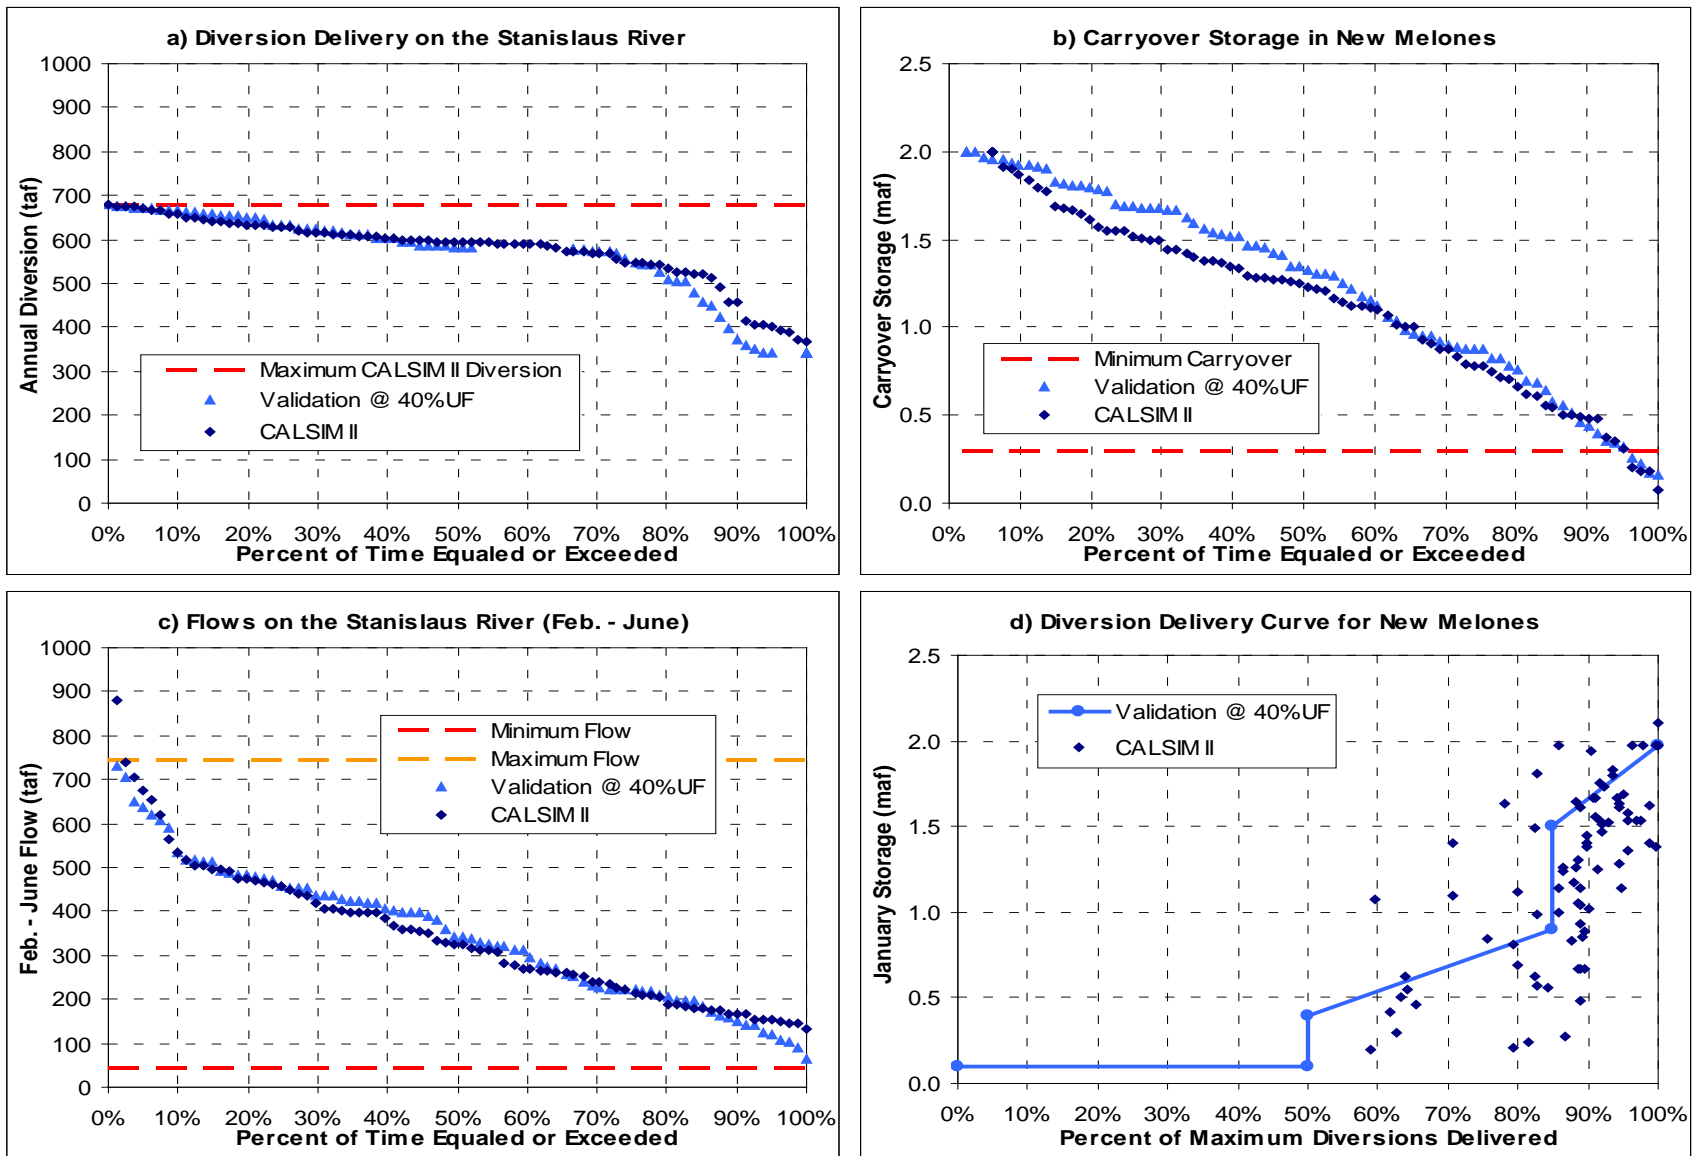 a) Diversion Delivery on the Stanislaus River
1000
900
800
700
600
500
400
300
200
100
0
Annual Diversion (taf)
Maximum CALSIM II Diversion
Validation @ 40%UF
CALSIM II
0% 10% 20% 30% 40% 50% 60% 70% 80% 90% 100%
Percent of Time Equaled or Exceeded
b) Carryover Storage in New Melones
2.5
2.0
1.5
1.0
0.5
0.0
Carryover Storage (maf)
Minimum Carryover
Validation @ 40%UF
CALSIM II
0% 10% 20% 30% 40% 50% 60% 70% 80% 90% 100%
Percent of Time Equaled or Exceeded
c) Flows on the Stanislaus River (Feb. - June)
1000
900
800
700
600
500
400
300
200
100
0
Feb. - June Flow (taf)
Minimum Flow
Maximum Flow
Validation @ 40%UF
CALSIM II
0% 10% 20% 30% 40% 50% 60% 70% 80% 90% 100%
Percent of Time Equaled or Exceeded
d) Diversion Delivery Curve for New Melones
2.5
2.0
1.5
1.0
0.5
0.0
January Storage (maf)
Validation @ 40%UF
CALSIM II
0% 10% 20% 30% 40% 50% 60% 70% 80% 90% 100%
Percent of Maximum Diversions Delivered